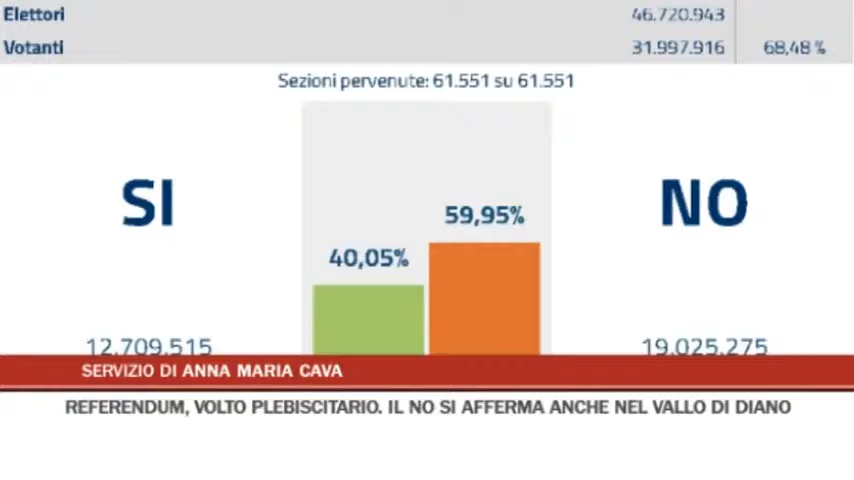 Elettori 46.720.943
Votanti 31.997.916 68,48 %
Sezioni pervenute: 61.551 su 61.551
SI
NO
59,95%
40,05%
12.709.515
19.025.275
SERVIZIO DI ANNA MARIA CAVA
REFERENDUM, VOLTO PLEBISCITARIO. IL NO SI AFFERMA ANCHE NEL VALLO DI DIANO